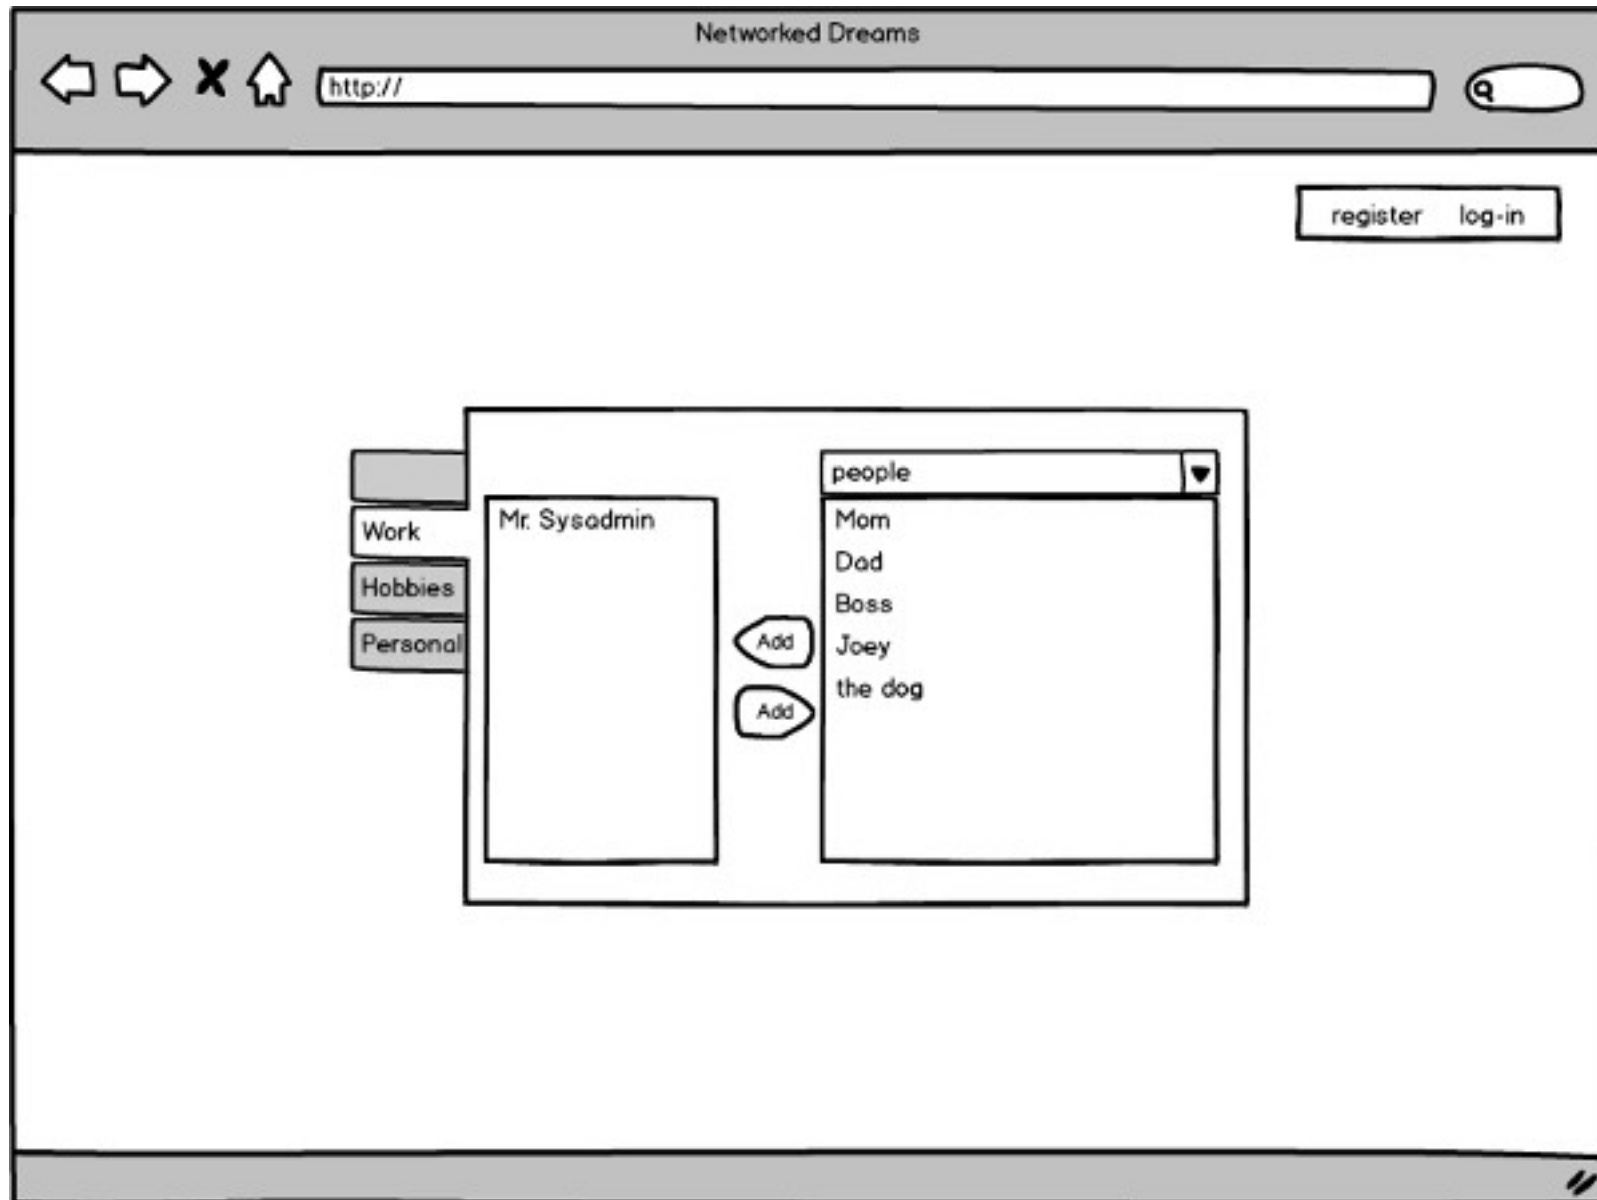 Networked Dreams
http://
register log-in
people
Work
Hobbies
Personal
Mr. Sysadmin
Add
Add
Mom
Dad
Boss
Joey
the dog